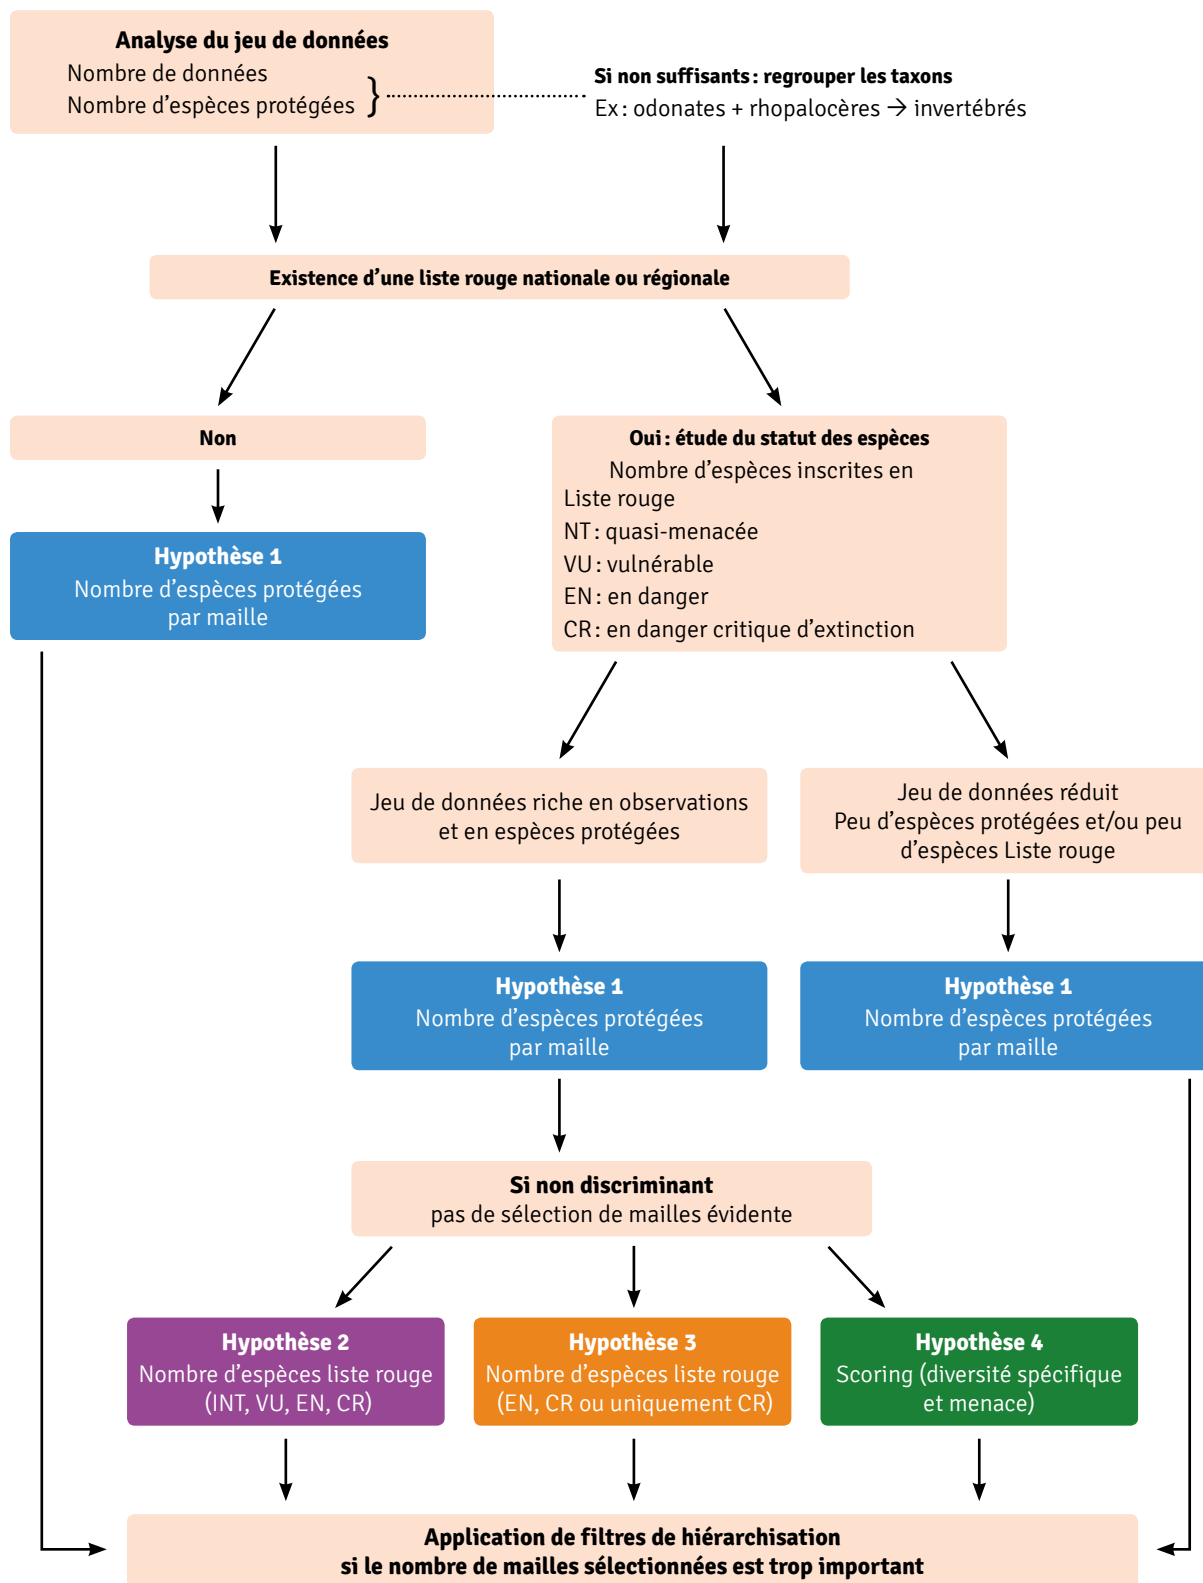 Analyse du jeu de données
Nombre de données
Nombre d'espèces protégées
}
Si non suffisants : regrouper les taxons
Ex : odonates + rhopalocères → invertébrés
Existence d’une liste rouge nationale ou régionale
Non
Hypothèse 1
Nombre d’espèces protégées
par maille
Oui : étude du statut des espèces
Nombre d’espèces inscrites en
Liste rouge
NT : quasi-menacée
VU : vulnérable
EN : en danger
CR : en danger critique d’extinction
Jeu de données riche en observations
et en espèces protégées
Jeu de données réduit
Peu d’espèces protégées et/ou peu
d’espèces Liste rouge
Hypothèse 1
Nombre d’espèces protégées
par maille
Hypothèse 1
Nombre d’espèces protégées
par maille
Si non discriminant
pas de sélection de mailles évidente
Hypothèse 2
Nombre d’espèces liste rouge
(INT, VU, EN, CR)
Hypothèse 3
Nombre d’espèces liste rouge
(EN, CR ou uniquement CR)
Hypothèse 4
Scoring (diversité spécifique
et menace)
Application de filtres de hiérarchisation
si le nombre de mailles sélectionnées est trop important